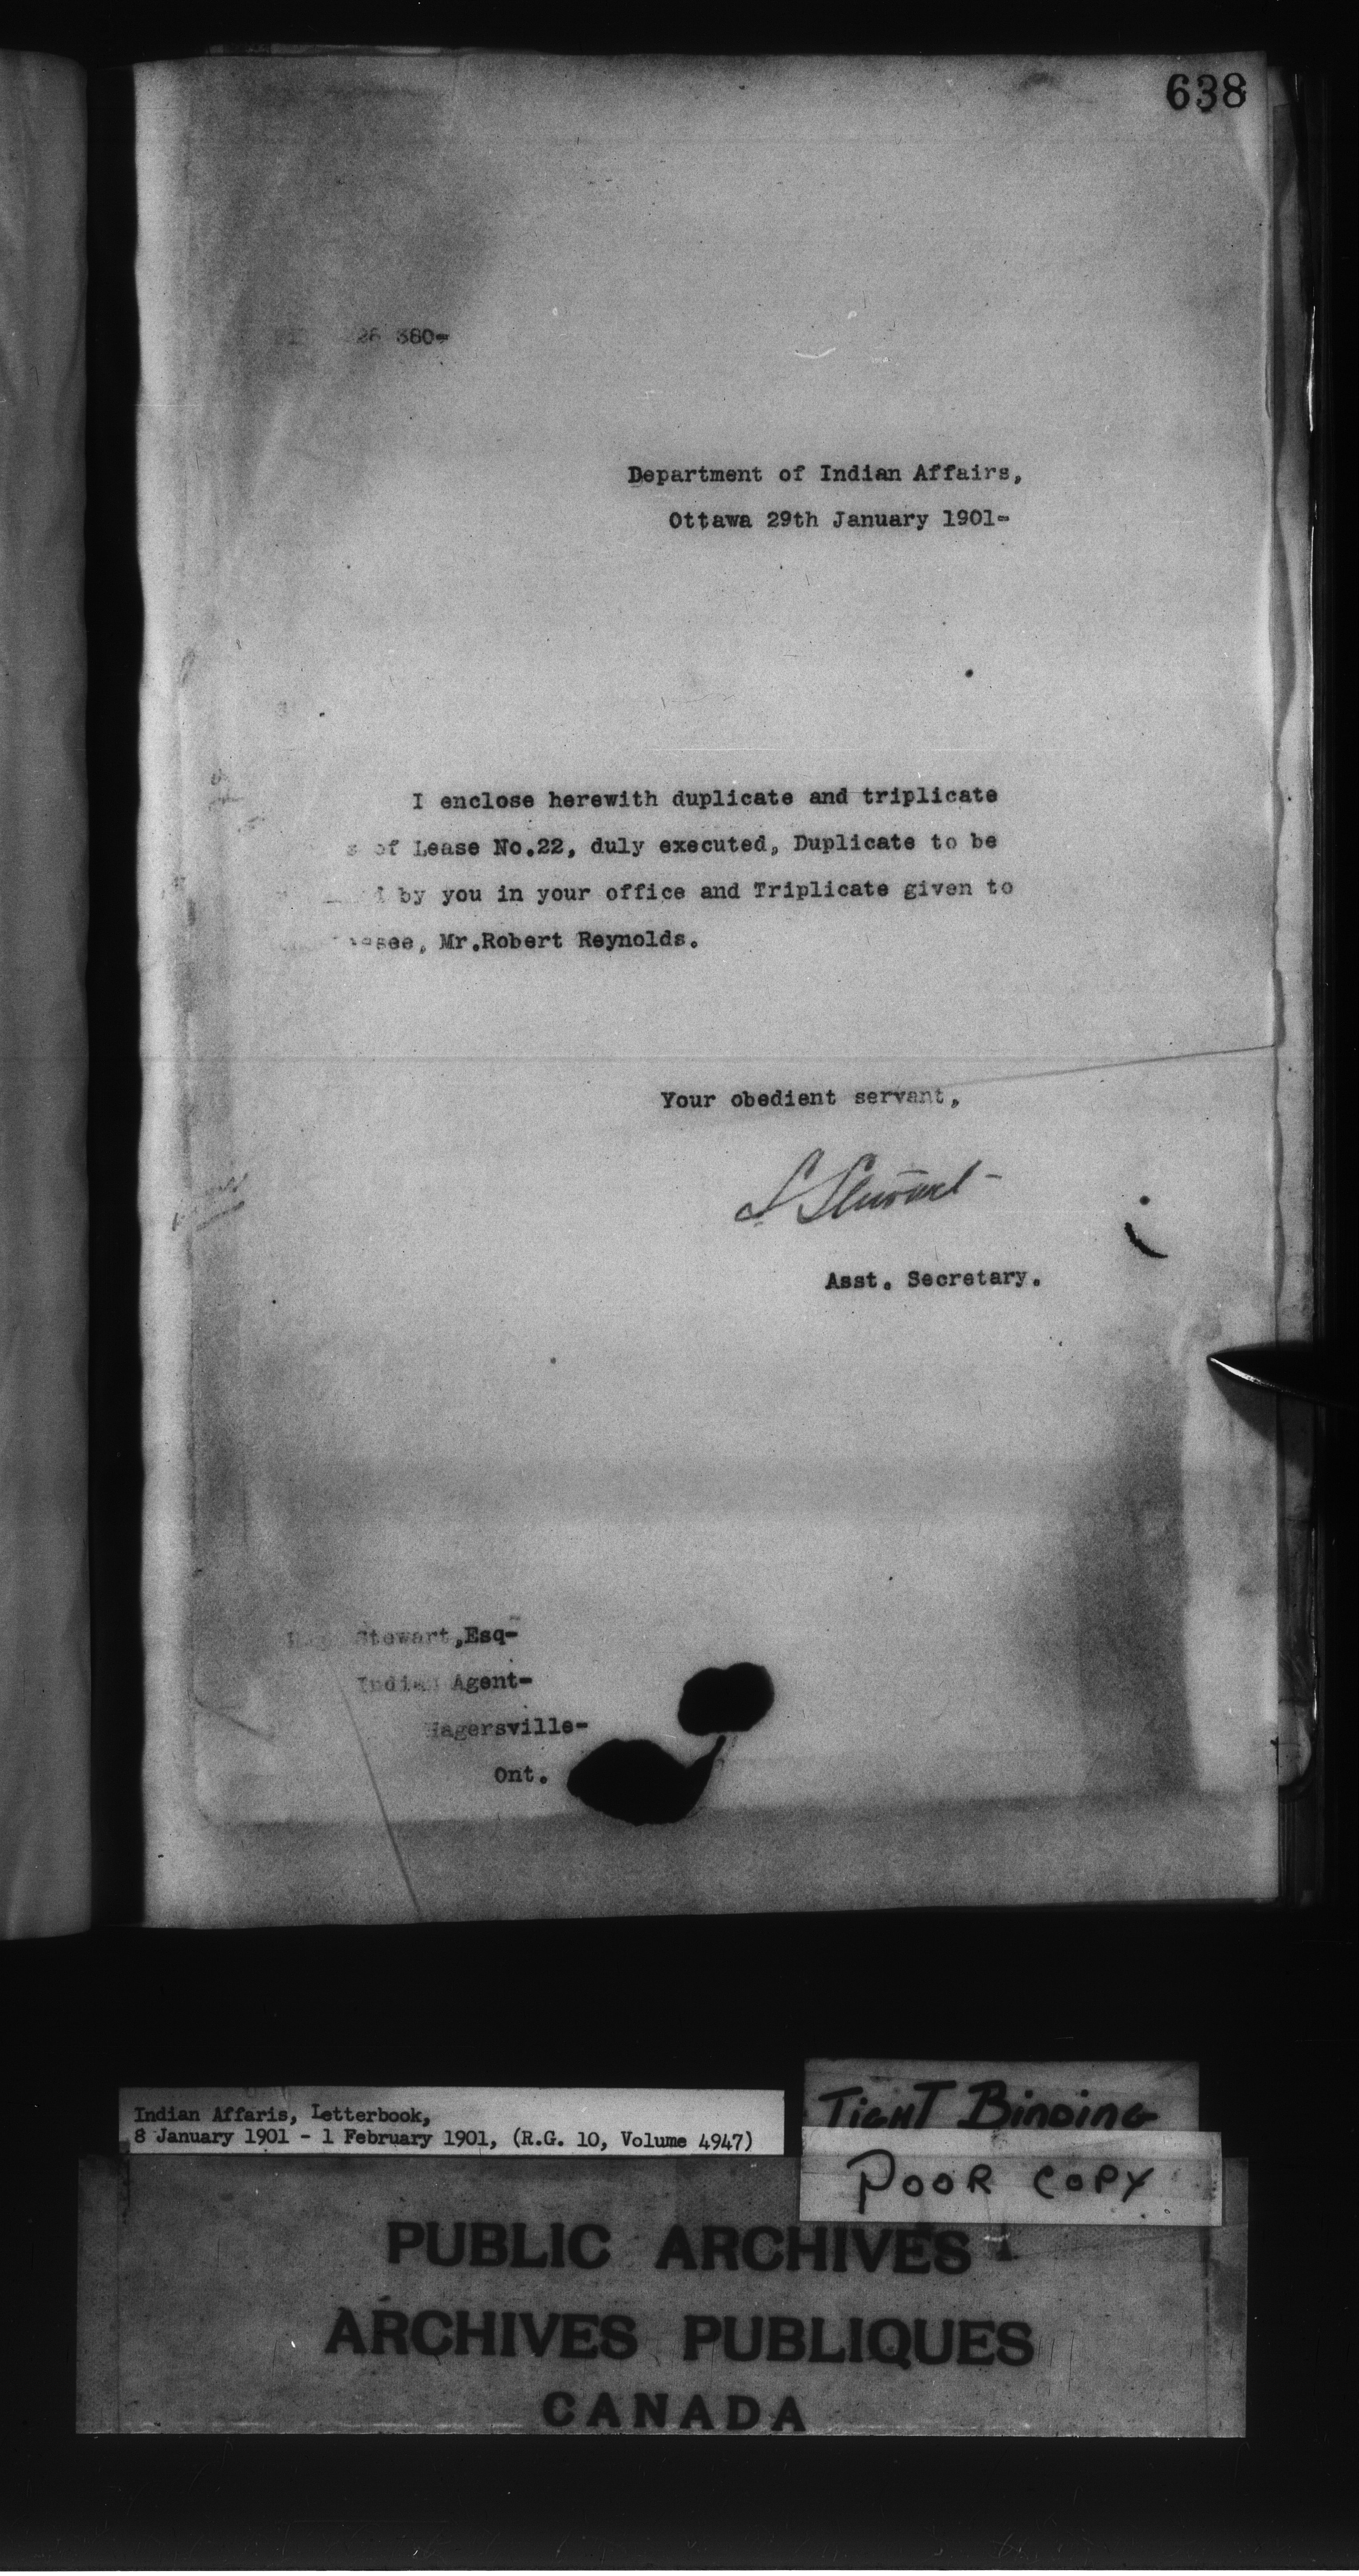 638
26 380-
Department of Indian Affairs,
Ottawa 29th January 1901-
I enclose herewith duplicate and triplicate
of Lease No.22, duly executed, Duplicate to be
by you in your office and Triplicate given to
Mr.Robert Reynolds.
Your obedient servant,
S Stewart-
Asst. Secretary.
Stewart,Esq-
Indian Agent-
Hagersville-
Ont.
Indian Affaris, Letterbook,
8 January 1901 - 1 February 1901, (R.G. 10, Volume 4947)
TIGHT BINDING
POOR COPY
PUBLIC ARCHIVES
ARCHIVES PUBLIQUES
CANADA